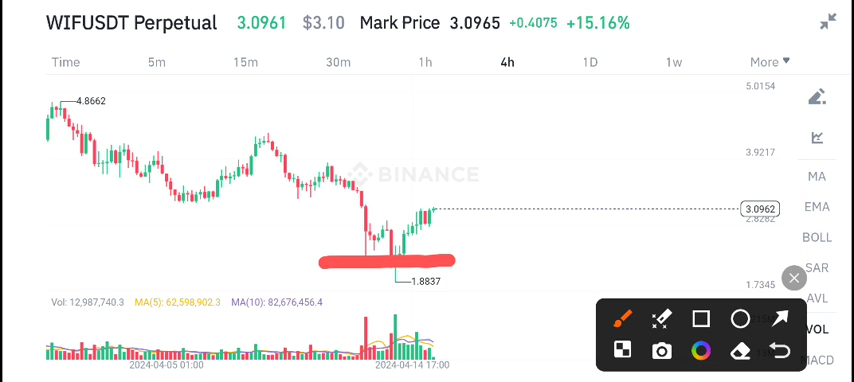 WIFUSDT Perpetual 3.0961 $3.10 Mark Price 3.0965 +0.4075 +15.16%
Time 5m 15m 30m 1h 4h 1D 1w More
5.0154
4.8662
3.9217
BINANCE
MA
3.0962
EMA
2.8282
BOLL
SAR
1.8837
1.7345
AVL
Vol: 12,987,740.3 MA(5): 62,598,902.3 MA(10): 82,676,456.4
VOL
MACD
2024-04-05 01:00 2024-04-14 17:00